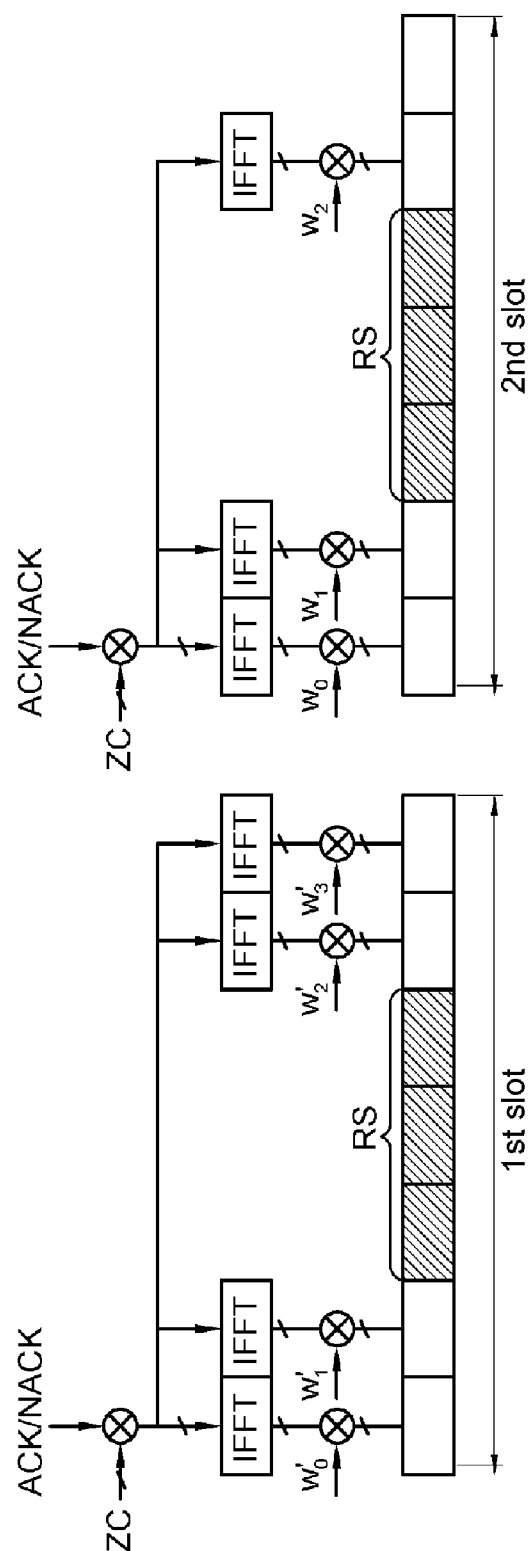 ACK/NACK
ZC
IFFT
IFFT
IFFT
IFFT
w'0
w'1
w'2
w'3
RS
1st slot
ACK/NACK
ZC
IFFT
IFFT
IFFT
w0
w1
w2
RS
2nd slot